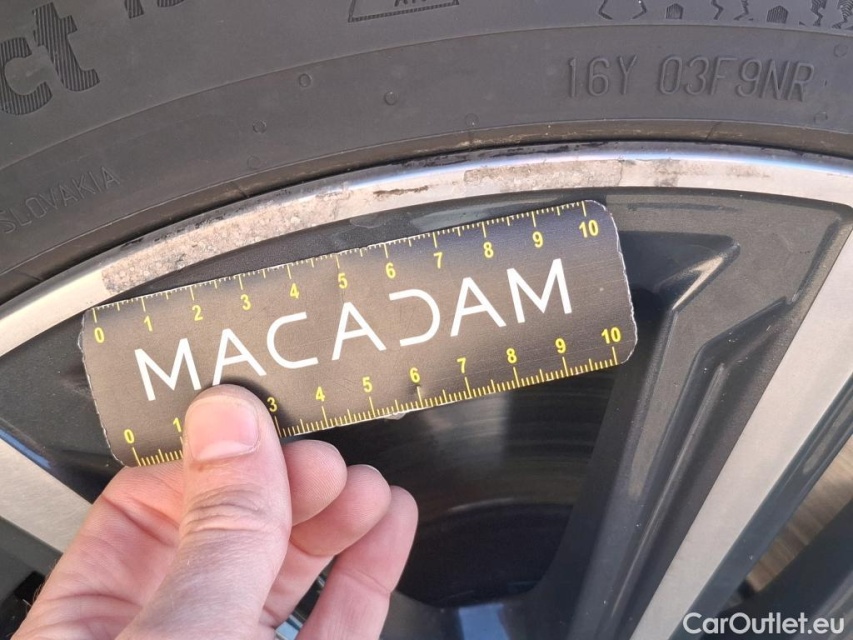 ct
16Y 03F9NR
SLOVAKIA
0 1 2 3 4 5 6 7 8 9 10
MACADAM
0 1 3 4 5 6 7 8 9 10
CarOutlet.eu